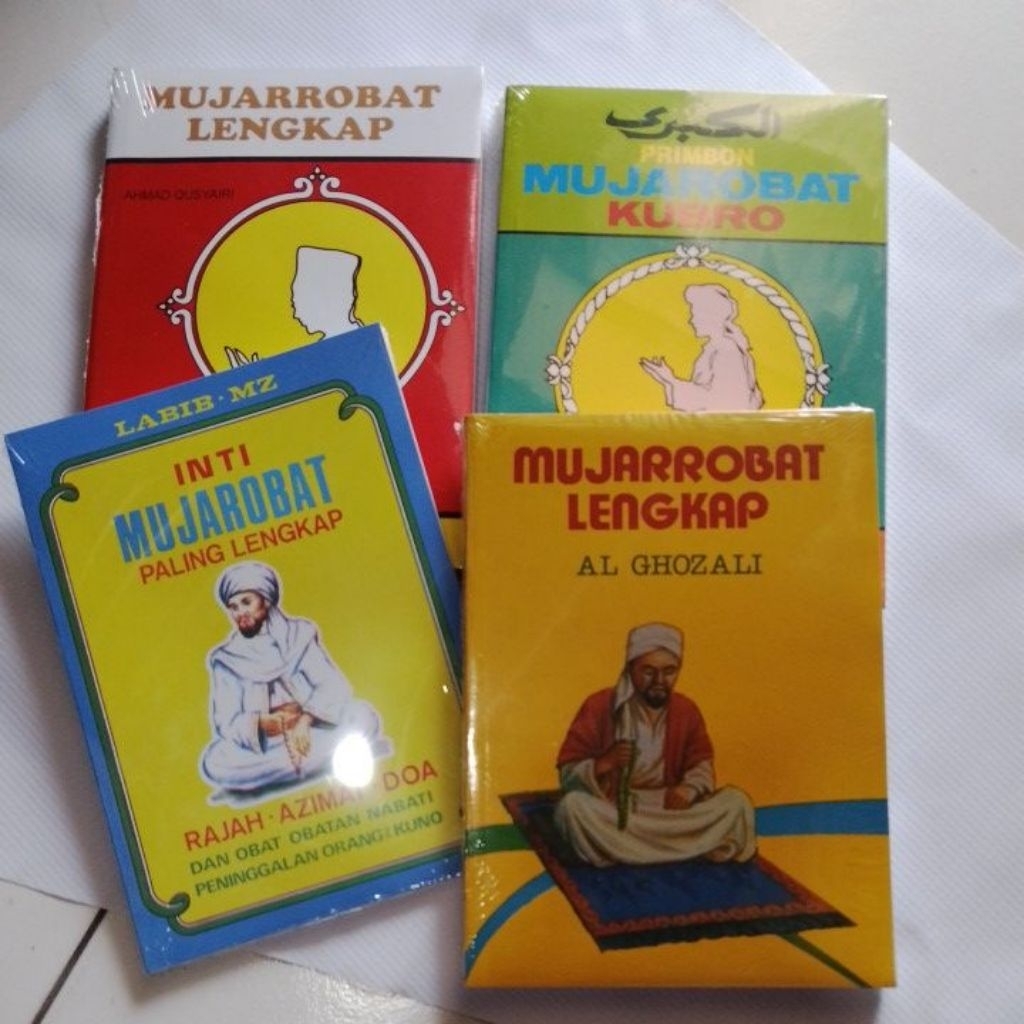 MUJARROBAT
LENGKAP
AHMAD QUSYAIRI
الكبرى
PRIMBON
MUJAROBAT
KUBRO
LABIB · MZ
INTI
MUJAROBAT
PALING LENGKAP
RAJAH · AZIMAT DOA
DAN OBAT OBATAN NABATI
PENINGGALAN ORANG² KUNO
MUJARROBAT
LENGKAP
AL GHOZALI